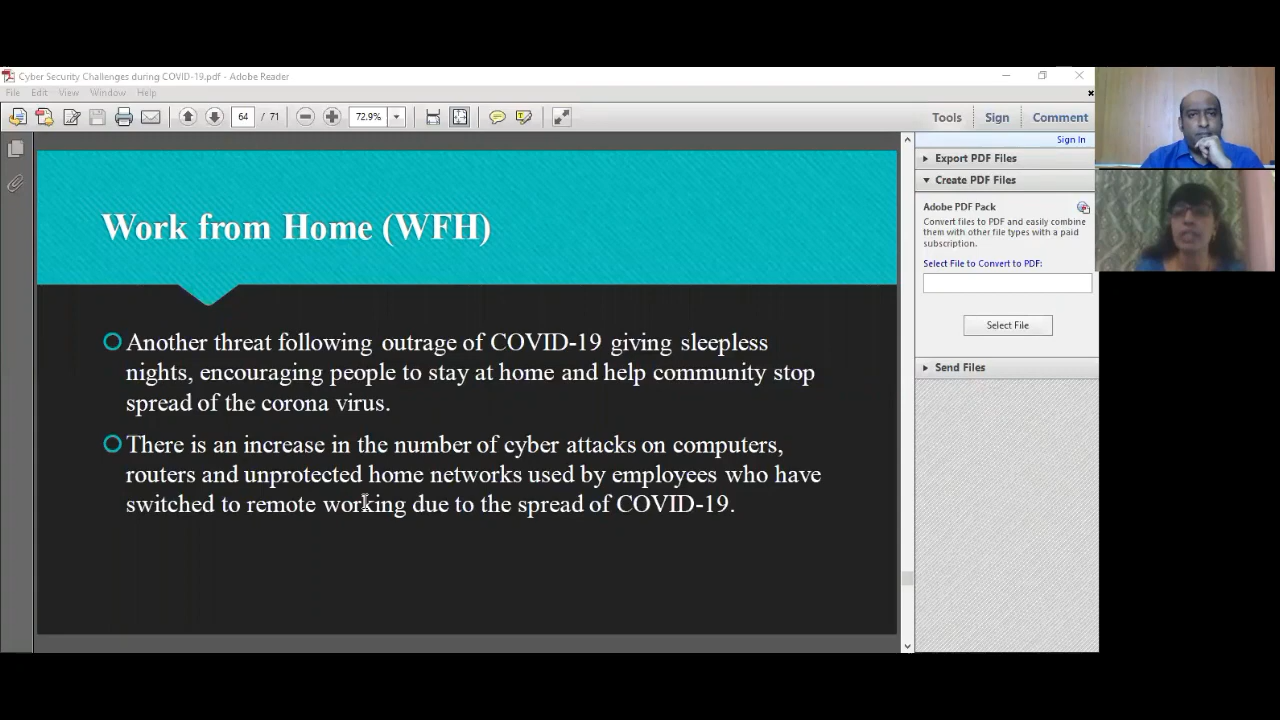 Cyber Security Challenges during COVID-19.pdf - Adobe Reader
File Edit View Window Help
64 / 71 72.9% Tools Sign Comment
Sign In
Export PDF Files
Create PDF Files
Adobe PDF Pack
Convert files to PDF and easily combine
them with other file types with a paid
subscription.
Select File to Convert to PDF:
Select File
Send Files
Work from Home (WFH)
Another threat following outrage of COVID-19 giving sleepless
nights, encouraging people to stay at home and help community stop
spread of the corona virus.
There is an increase in the number of cyber attacks on computers,
routers and unprotected home networks used by employees who have
switched to remote working due to the spread of COVID-19.